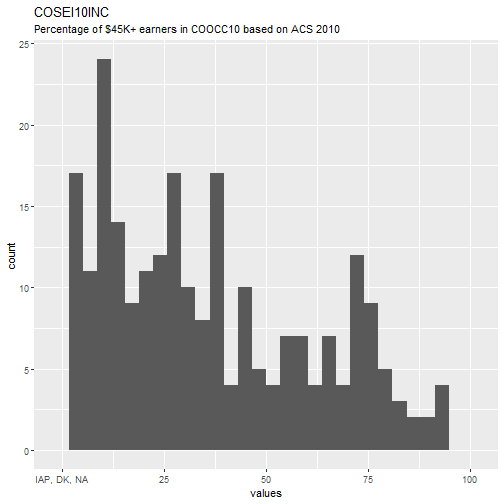 COSEI10INC
Percentage of $45K+ earners in COOCC10 based on ACS 2010
25
20
15
10
5
0
count
IAP, DK, NA 25 50 75 100
values